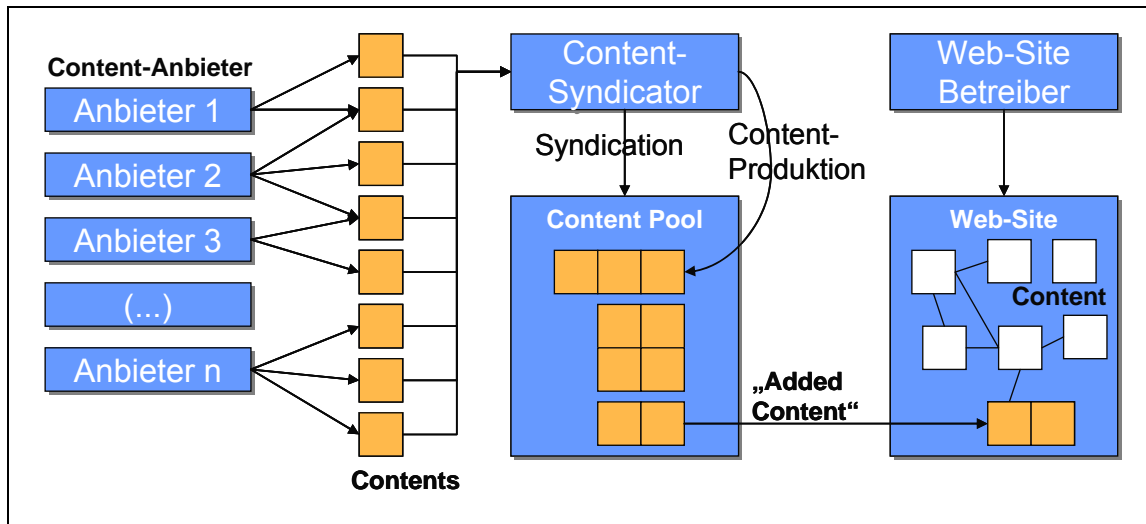 Content-Anbieter
Anbieter 1
Anbieter 2
Anbieter 3
(...)
Anbieter n
Contents
Content-
Syndicator
Syndication
Content-
Produktion
Content Pool
„Added
Content“
Web-Site
Betreiber
Web-Site
Content